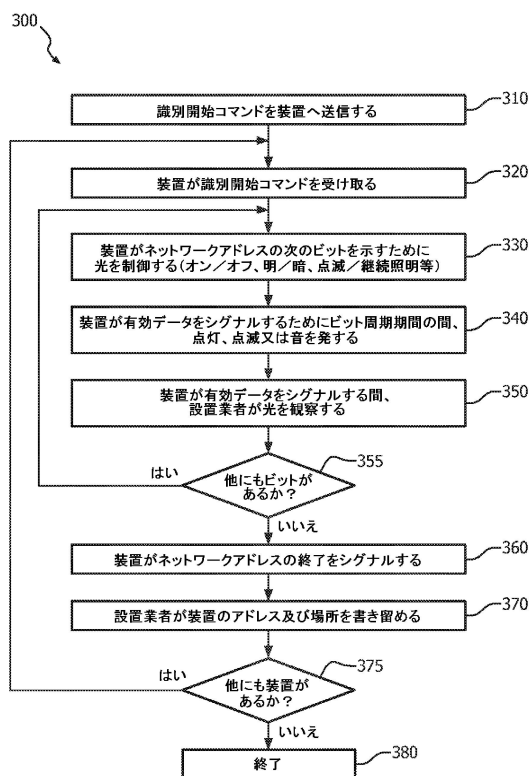 300
識別開始コマンドを装置へ送信する
310
装置が識別開始コマンドを受け取る
320
装置がネットワークアドレスの次のビットを示すために
光を制御する(オン/オフ、明/暗、点滅/継続照明等)
330
装置が有効データをシグナルするためにビット周期期間の間、
点灯、点滅又は音を発する
340
装置が有効データをシグナルする間、
設置業者が光を観察する
350
他にもビットが
あるか?
355
はい
いいえ
装置がネットワークアドレスの終了をシグナルする
360
設置業者が装置のアドレス及び場所を書き留める
370
他にも装置が
あるか?
375
はい
いいえ
終了
380